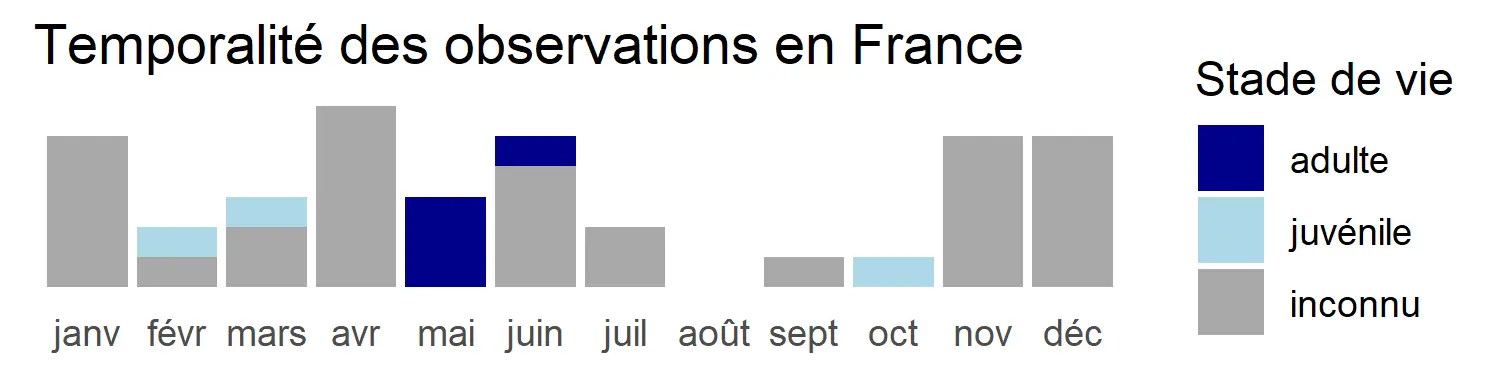 Temporalité des observations en France
Stade de vie
adulte
juvénile
inconnu
janv févr mars avr mai juin juil août sept oct nov déc